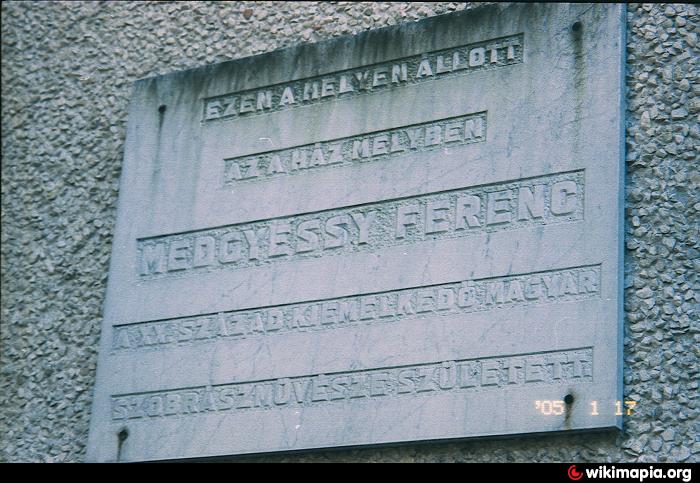 EZEN A HELYEN ÁLLOTT
AZ A HÁZ MELYBEN
MEDGYESSY FERENC
A XX. SZÁZAD KIEMELKEDŐ MAGYAR
SZOBRÁSZMŰVÉSZE SZÜLETETT
'05 1 17
wikimapia.org